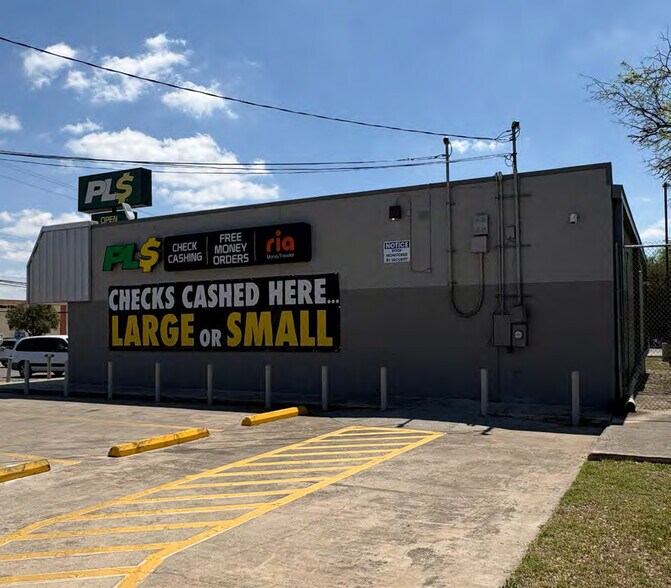 PL$
OPEN
PL$
CHECK
CASHING
FREE
MONEY
ORDERS
ria
Money Transfer
CHECKS CASHED HERE...
LARGE OR SMALL
NOTICE